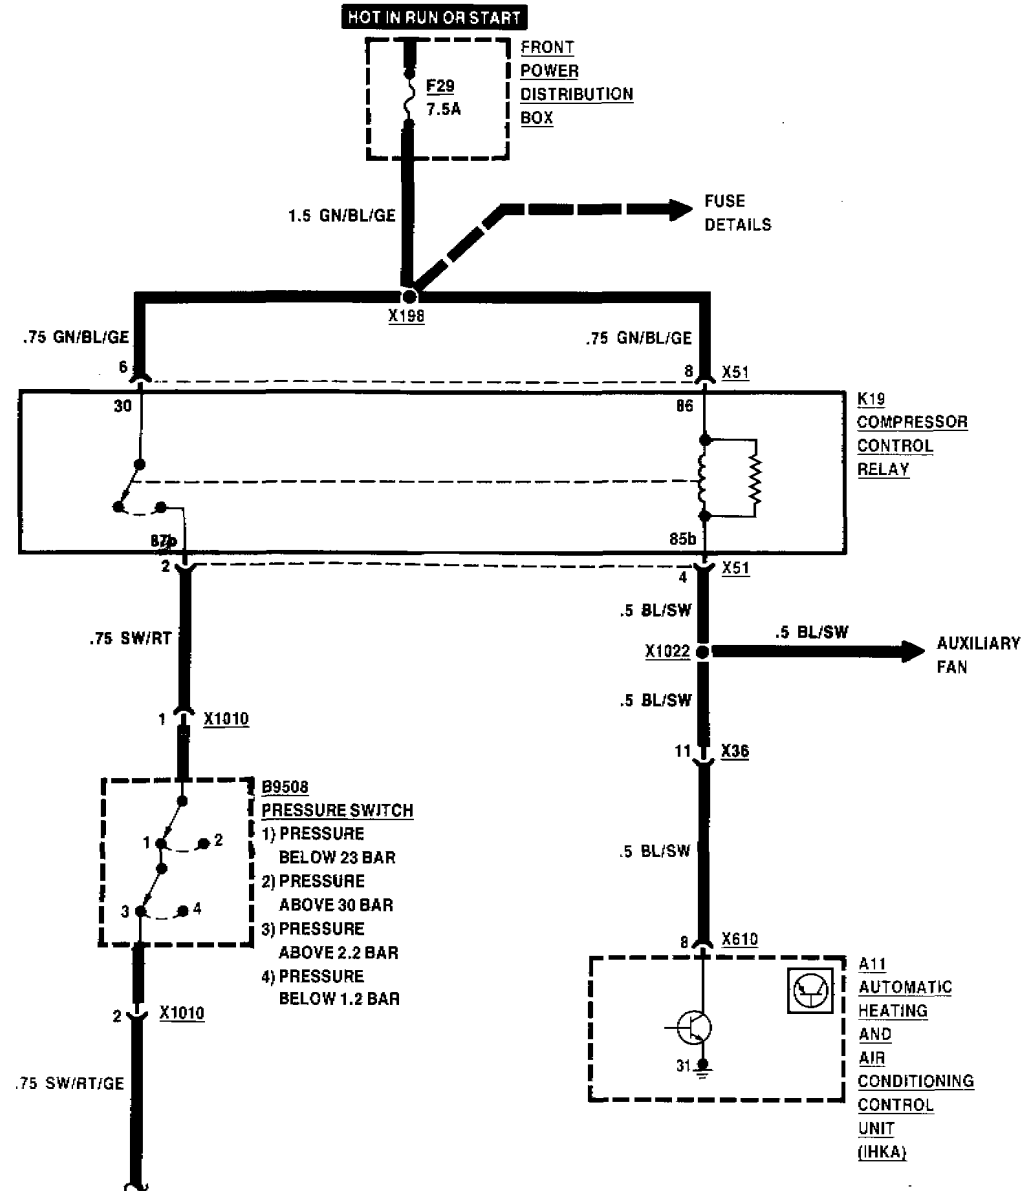 HOT IN RUN OR START
FRONT
POWER
DISTRIBUTION
BOX
F29
7.5A
1.5 GN/BL/GE
FUSE
DETAILS
X198
.75 GN/BL/GE
.75 GN/BL/GE
6
8
X51
30
86
K19
COMPRESSOR
CONTROL
RELAY
87b
85b
2
4
X51
.75 SW/RT
.5 BL/SW
X1022
.5 BL/SW
AUXILIARY
FAN
.5 BL/SW
1
X1010
11
X36
B9508
PRESSURE SWITCH
1) PRESSURE
BELOW 23 BAR
2) PRESSURE
ABOVE 30 BAR
3) PRESSURE
ABOVE 2.2 BAR
4) PRESSURE
BELOW 1.2 BAR
1
2
3
4
.5 BL/SW
8
X610
2
X1010
.75 SW/RT/GE
31
A11
AUTOMATIC
HEATING
AND
AIR
CONDITIONING
CONTROL
UNIT
(IHKA)